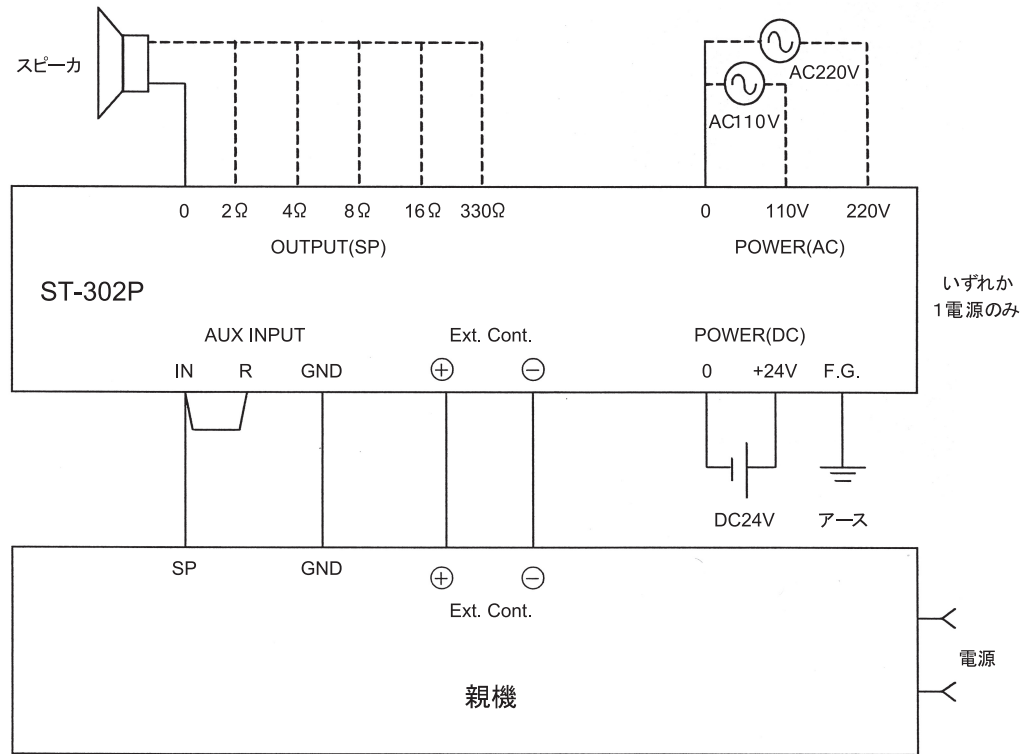 スピーカ
AC220V
AC110V
0 2Ω 4Ω 8Ω 16Ω 330Ω
0 110V 220V
OUTPUT(SP)
POWER(AC)
ST-302P
いずれか
1電源のみ
AUX INPUT
Ext. Cont.
POWER(DC)
IN R GND ⊕ ⊖
0 +24V F.G.
DC24V
アース
SP GND ⊕ ⊖
Ext. Cont.
電源
親機